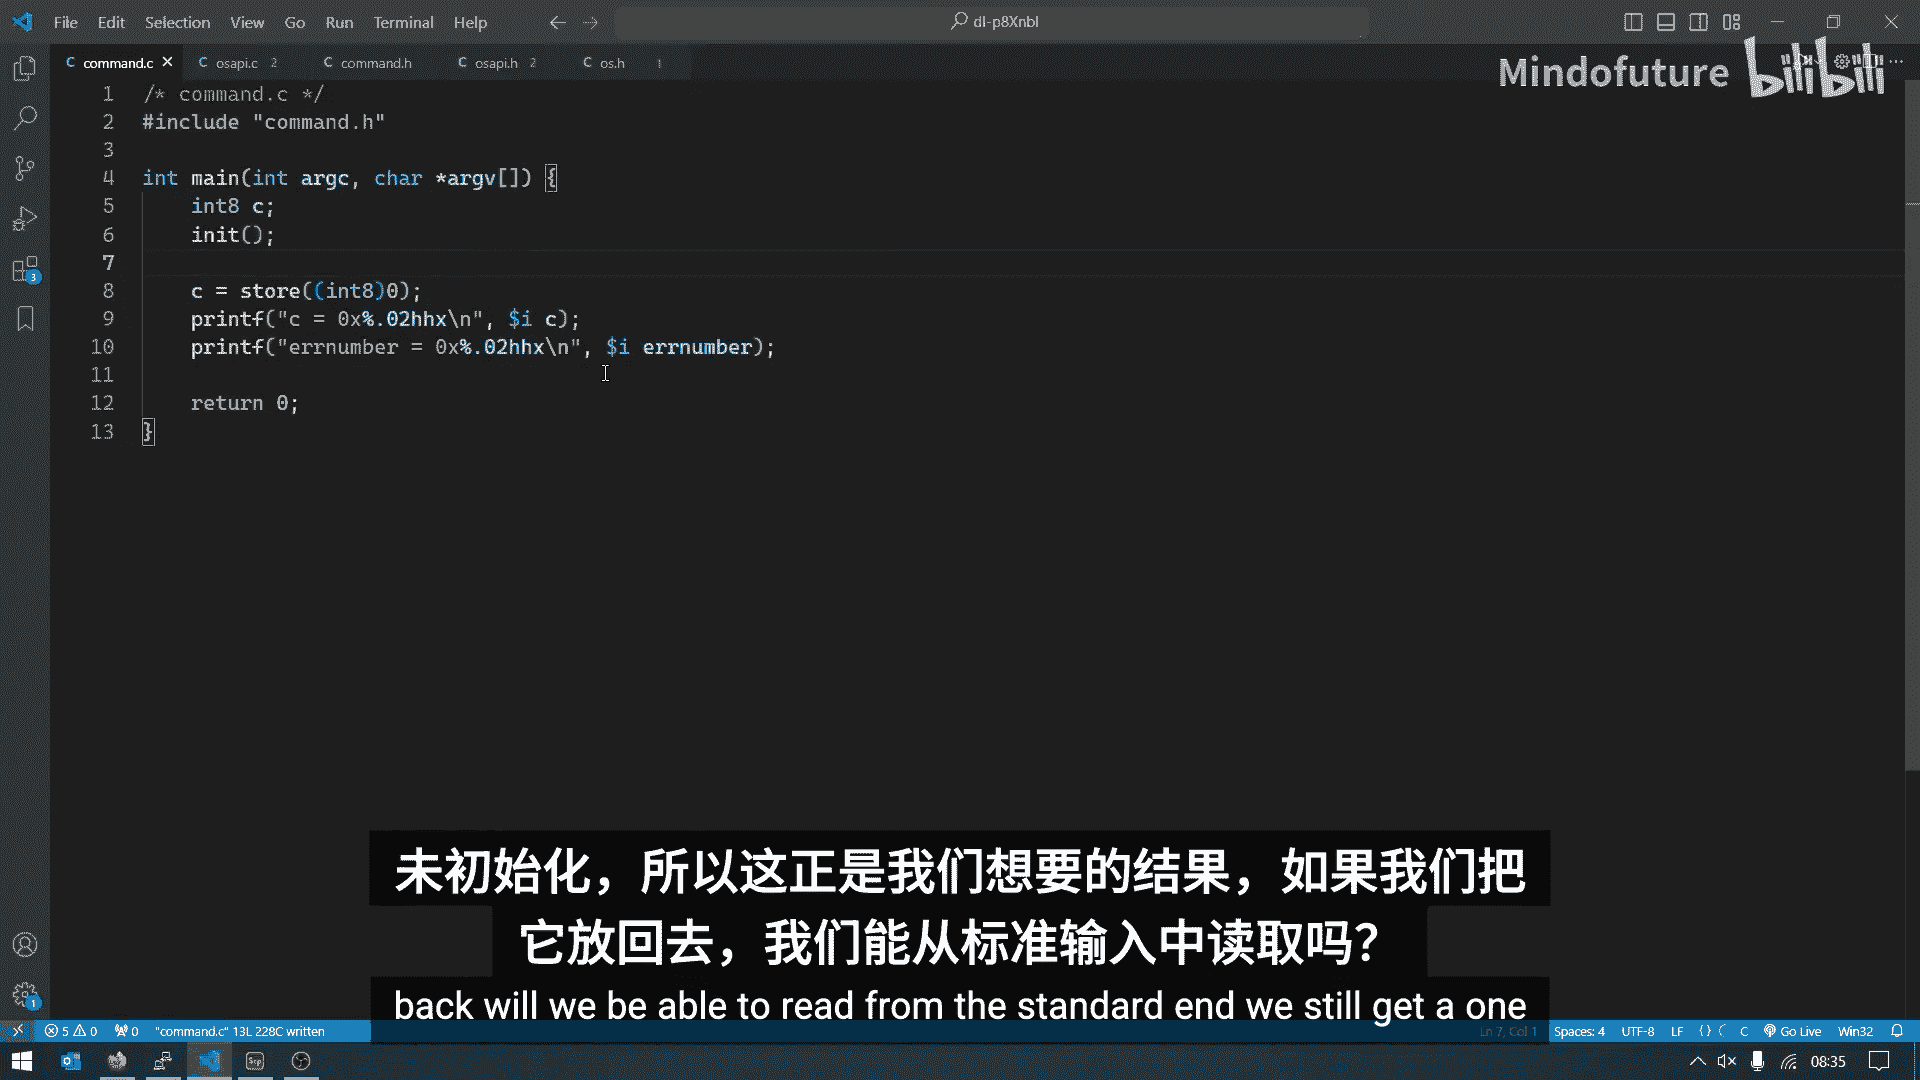 File Edit Selection View Go Run Terminal Help
dl-p8Xnbl
command.c
osapi.c 2
command.h
osapi.h 2
os.h 1
Mindofuture bilibili
1 /* command.c */
2 #include "command.h"
3
4 int main(int argc, char *argv[]) {
5 int8 c;
6 init();
7
8 c = store((int8)0);
9 printf("c = 0x%.02hhx\n", $i c);
10 printf("errnumber = 0x%.02hhx\n", $i errnumber);
11
12 return 0;
13 }
3
未初始化，所以这正是我们想要的结果，如果我们把
它放回去，我们能从标准输入中读取吗？
back will we be able to read from the standard end we still get a one
1
5 0 0 "command.c" 13L 228C written Ln 7, Col 1 Spaces: 4 UTF-8 LF C Go Live Win32
08:35